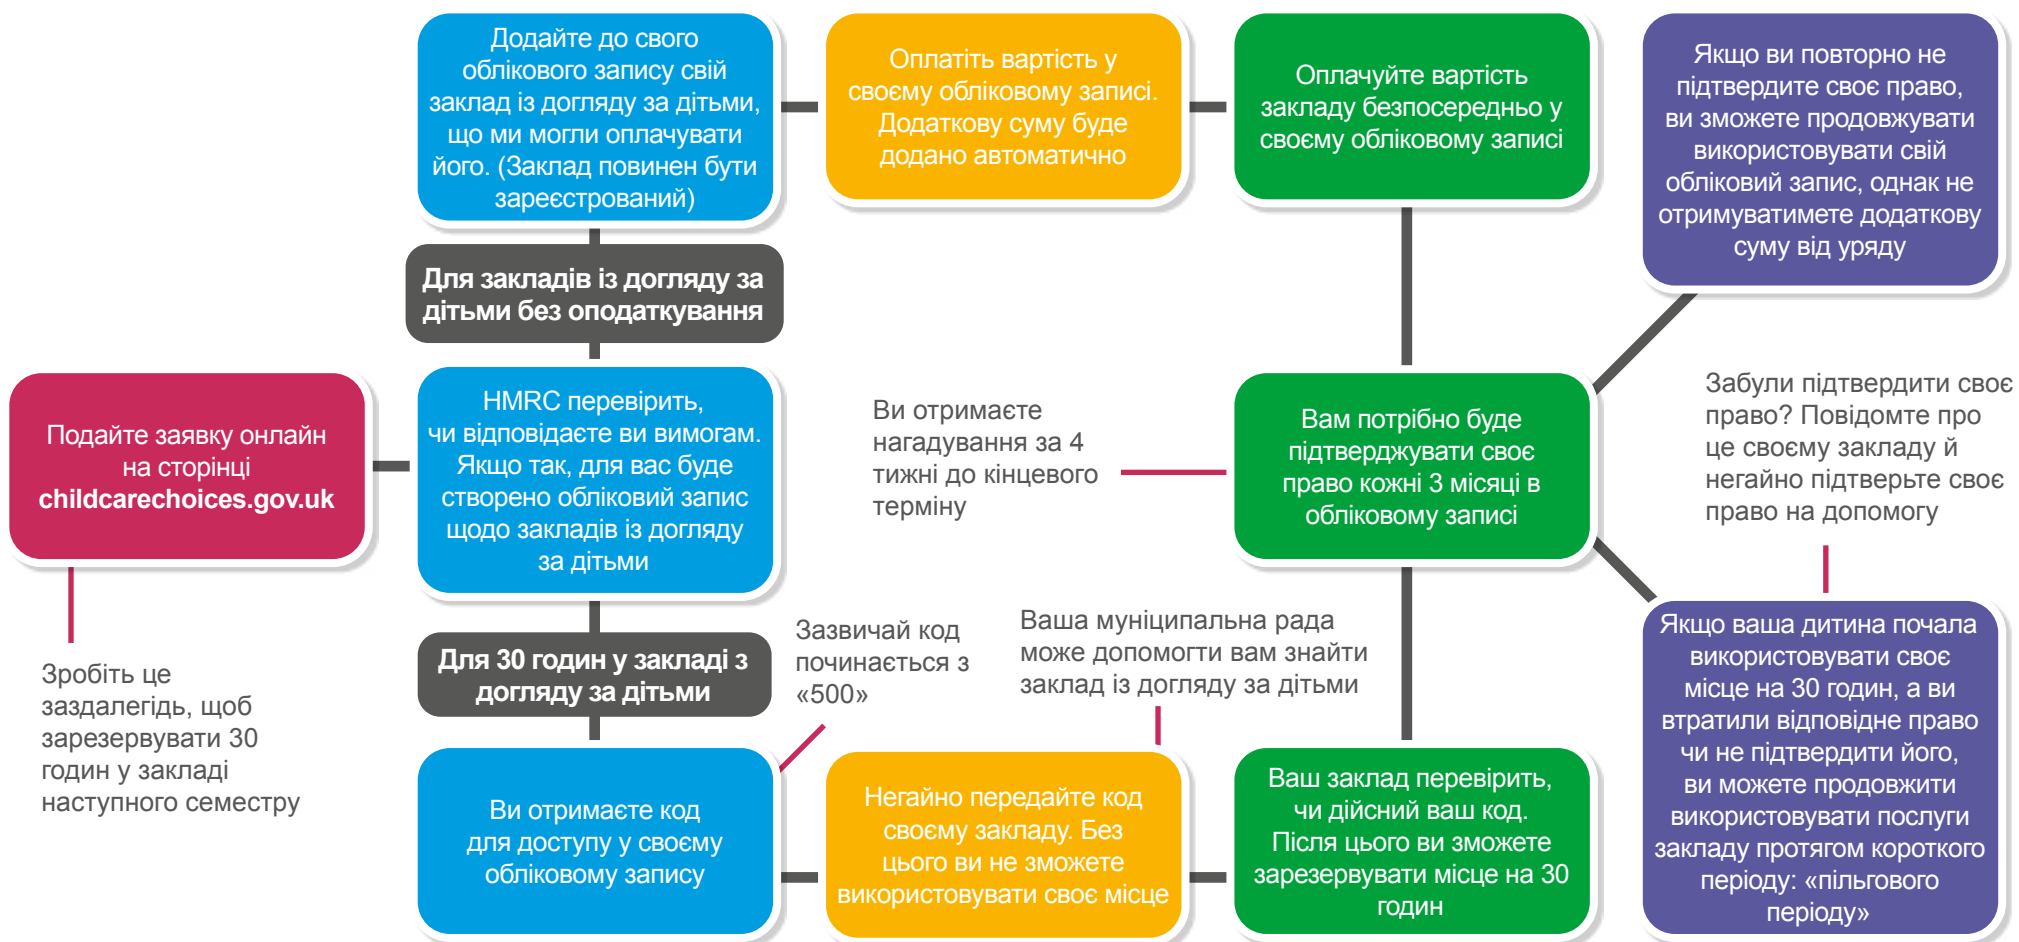 Додайте до свого
облікового запису свій
заклад із догляду за дітьми,
що ми могли оплачувати
його. (Заклад повинен бути
зареєстрований)
Оплатіть вартість у
своєму обліковому записі.
Додаткову суму буде
додано автоматично
Оплачуйте вартість
закладу безпосередньо у
своєму обліковому записі
Якщо ви повторно не
підтвердите своє право,
ви зможете продовжувати
використовувати свій
обліковий запис, однак не
отримуватимете додаткову
суму від уряду
Для закладів із догляду за
дітьми без оподаткування
Подайте заявку онлайн
на сторінці
childcarechoices.gov.uk
HMRC перевірить,
чи відповідаєте ви вимогам.
Якщо так, для вас буде
створено обліковий запис
щодо закладів із догляду
за дітьми
Ви отримаєте
нагадування за 4
тижні до кінцевого
терміну
Вам потрібно буде
підтверджувати своє
право кожні 3 місяці в
обліковому записі
Забули підтвердити своє
право? Повідомте про
це своєму закладу й
негайно підтверьте своє
право на допомогу
Зробіть це
заздалегідь, щоб
зарезервувати 30
годин у закладі
наступного семестру
Для 30 годин у закладі з
догляду за дітьми
Зазвичай код
починається з
«500»
Ваша муніципальна рада
може допомогти вам знайти
заклад із догляду за дітьми
Ви отримаєте код
для доступу у своєму
обліковому запису
Негайно передайте код
своєму закладу. Без
цього ви не зможете
використовувати своє місце
Ваш заклад перевірить,
чи дійсний ваш код.
Після цього ви зможете
зарезервувати місце на 30
годин
Якщо ваша дитина почала
використовувати своє
місце на 30 годин, а ви
втратили відповідне право
чи не підтвердити його,
ви можете продовжити
використовувати послуги
закладу протягом короткого
періоду: «пільгового
періоду»